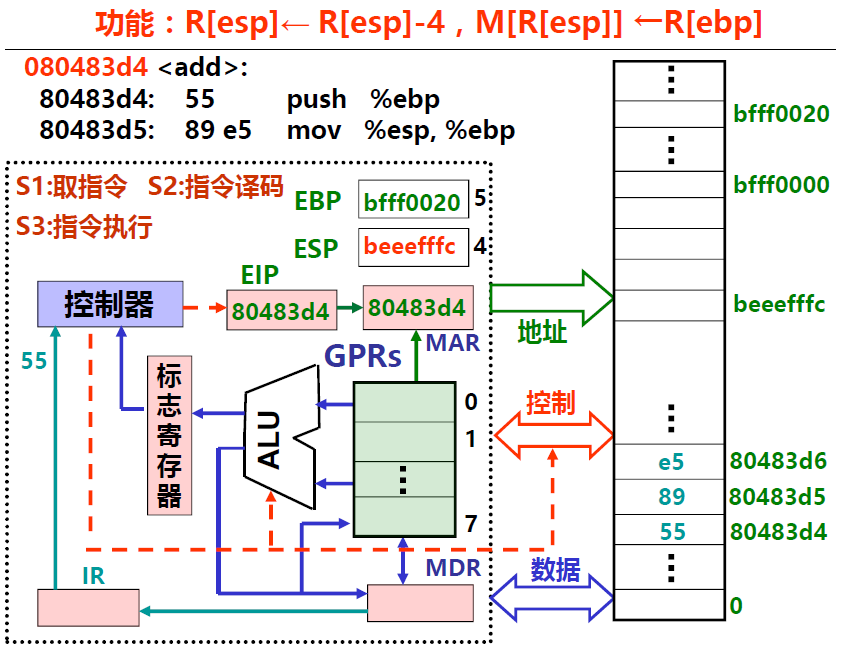 功能：R[esp]← R[esp]-4，M[R[esp]] ←R[ebp]
080483d4 <add>:
80483d4: 55 push %ebp
80483d5: 89 e5 mov %esp, %ebp
S1:取指令 S2:指令译码
S3:指令执行
EBP bfff0020 5
ESP beeefffc 4
EIP
控制器
80483d4
80483d4
MAR
GPRs
55
标志寄存器
ALU
0
1
7
IR
MDR
地址
控制
数据
bfff0020
bfff0000
beeefffc
e5 80483d6
89 80483d5
55 80483d4
0